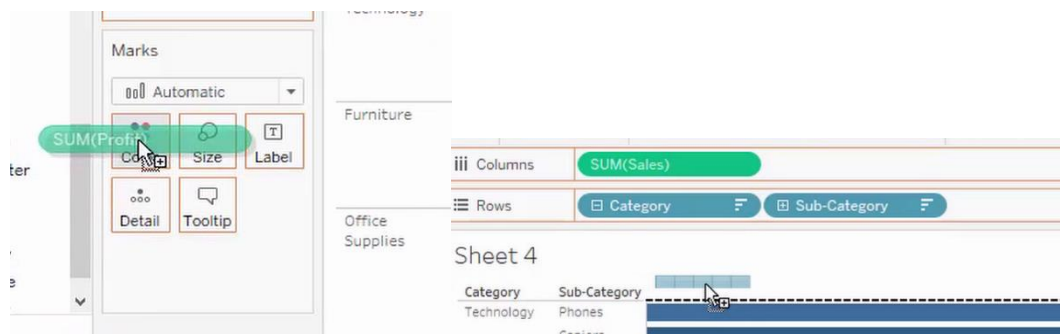 Technology
Marks
Automatic
SUM(Profit)
Size
Label
Detail
Tooltip
Furniture
Office
Supplies
ter
e
Columns
SUM(Sales)
Rows
Category
Sub-Category
Sheet 4
Category
Sub-Category
Technology
Phones